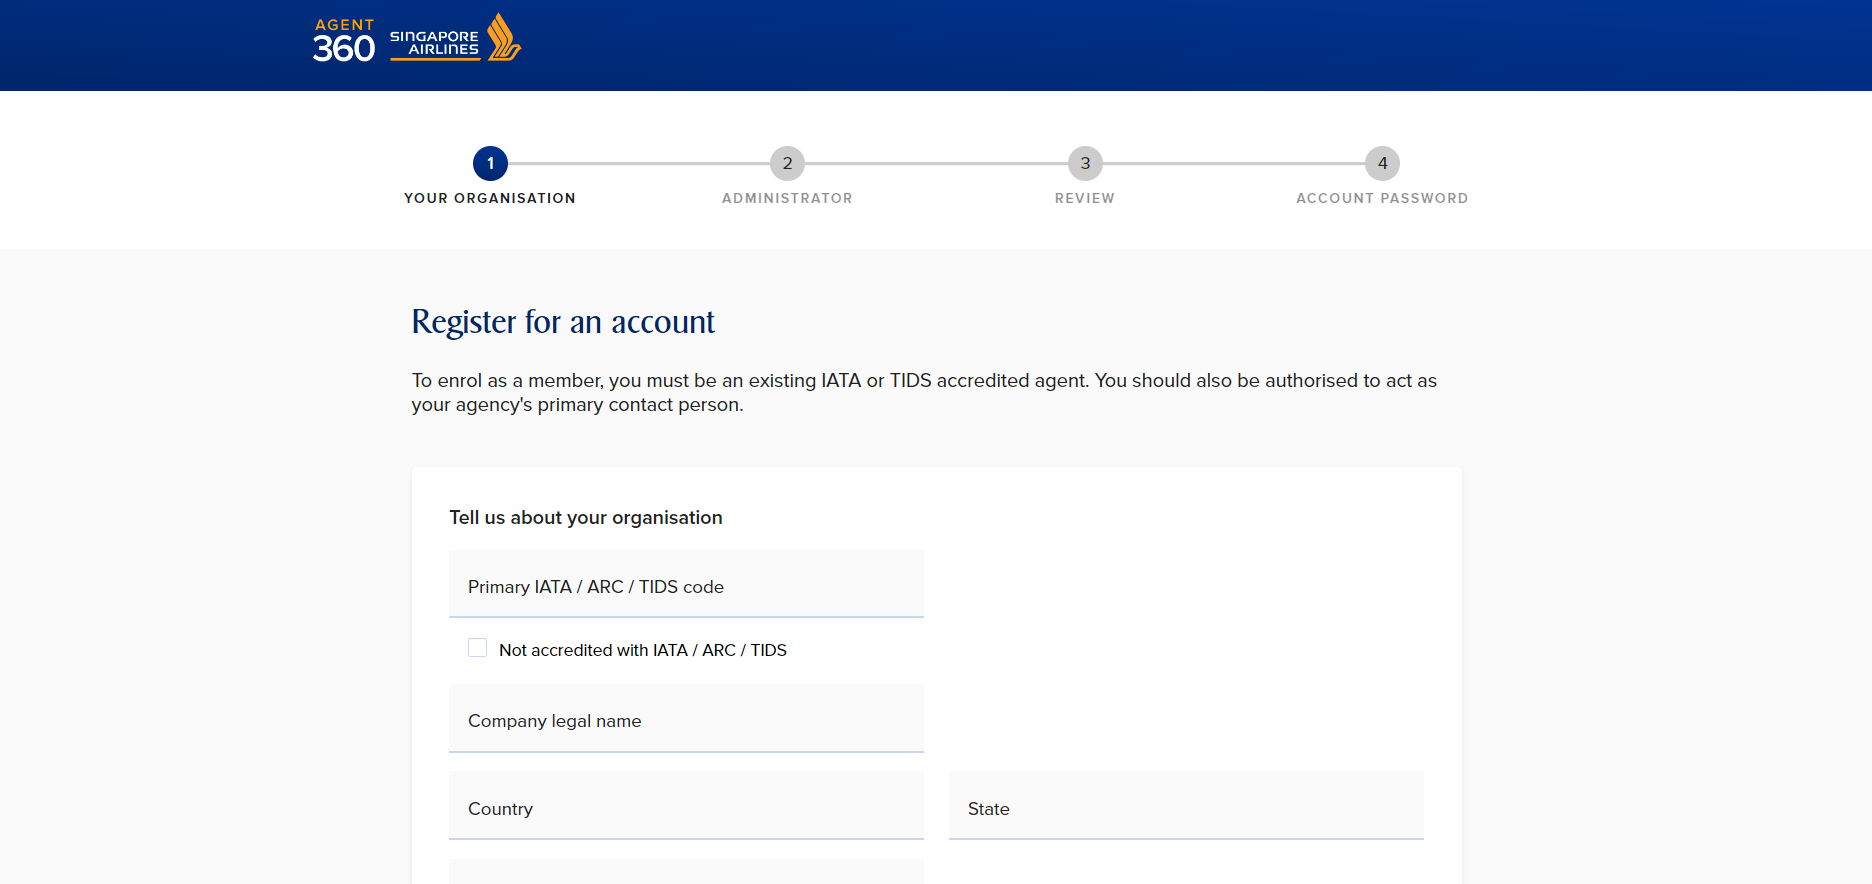 AGENT
360
SINGAPORE
AIRLINES
1
2
3
4
YOUR ORGANISATION
ADMINISTRATOR
REVIEW
ACCOUNT PASSWORD
Register for an account
To enrol as a member, you must be an existing IATA or TIDS accredited agent. You should also be authorised to act as
your agency's primary contact person.
Tell us about your organisation
Primary IATA / ARC / TIDS code
Not accredited with IATA / ARC / TIDS
Company legal name
Country
State